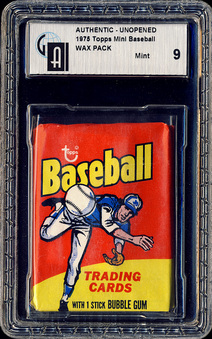 AUTHENTIC - UNOPENED
1975 Topps Mini Baseball
WAX PACK
GAI
Mint 9
Topps
Baseball
TRADING
CARDS
WITH 1 STICK BUBBLE GUM